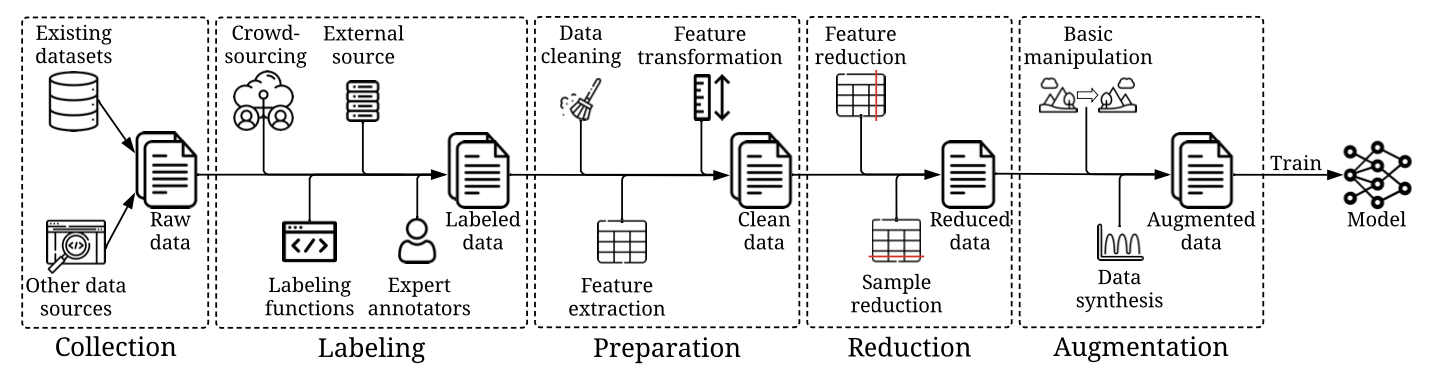 Existing
datasets
Raw
data
Other data
sources
Collection
Crowd-
sourcing
External
source
Labeled
data
Labeling
functions
Expert
annotators
Labeling
Data
cleaning
Feature
transformation
Clean
data
Feature
extraction
Preparation
Feature
reduction
Reduced
data
Sample
reduction
Reduction
Basic
manipulation
Augmented
data
Data
synthesis
Augmentation
Train
Model